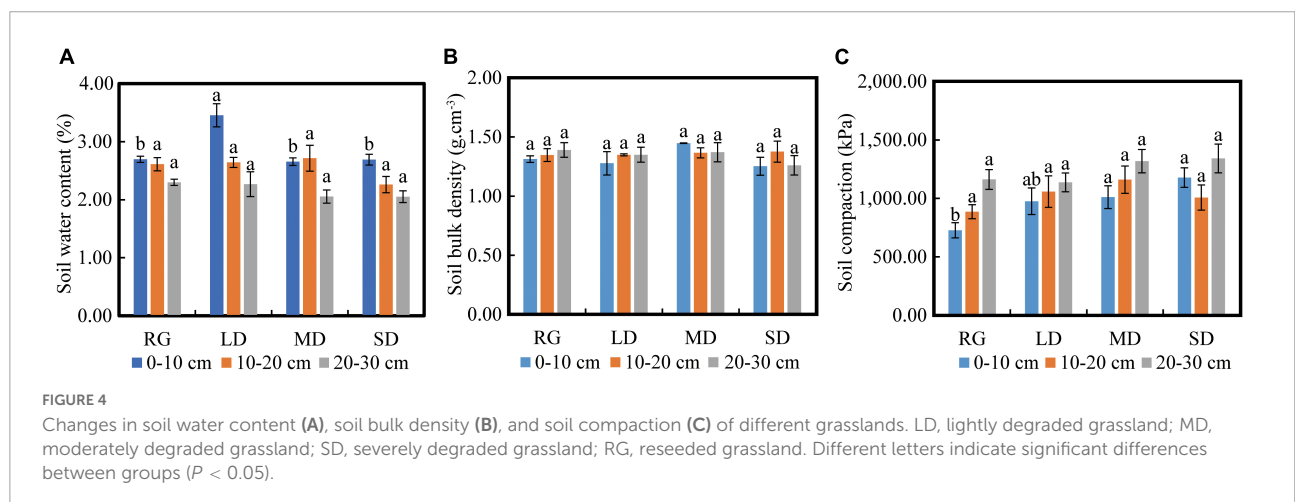 A
B
C
4.00
3.00
2.00
1.00
0.00
Soil water content (%)
b a a a a a b a a b a a
RG LD MD SD
0-10 cm 10-20 cm 20-30 cm
2.00
1.50
1.00
0.50
0.00
Soil bulk density (g.cm-3)
a a a a a a a a a a a a
RG LD MD SD
0-10 cm 10-20 cm 20-30 cm
2,000.00
1,500.00
1,000.00
500.00
0.00
Soil compaction (kPa)
b a a ab a a a a a a a a
RG LD MD SD
0-10 cm 10-20 cm 20-30 cm
FIGURE 4
Changes in soil water content (A), soil bulk density (B), and soil compaction (C) of different grasslands. LD, lightly degraded grassland; MD,
moderately degraded grassland; SD, severely degraded grassland; RG, reseeded grassland. Different letters indicate significant differences
between groups (P < 0.05).